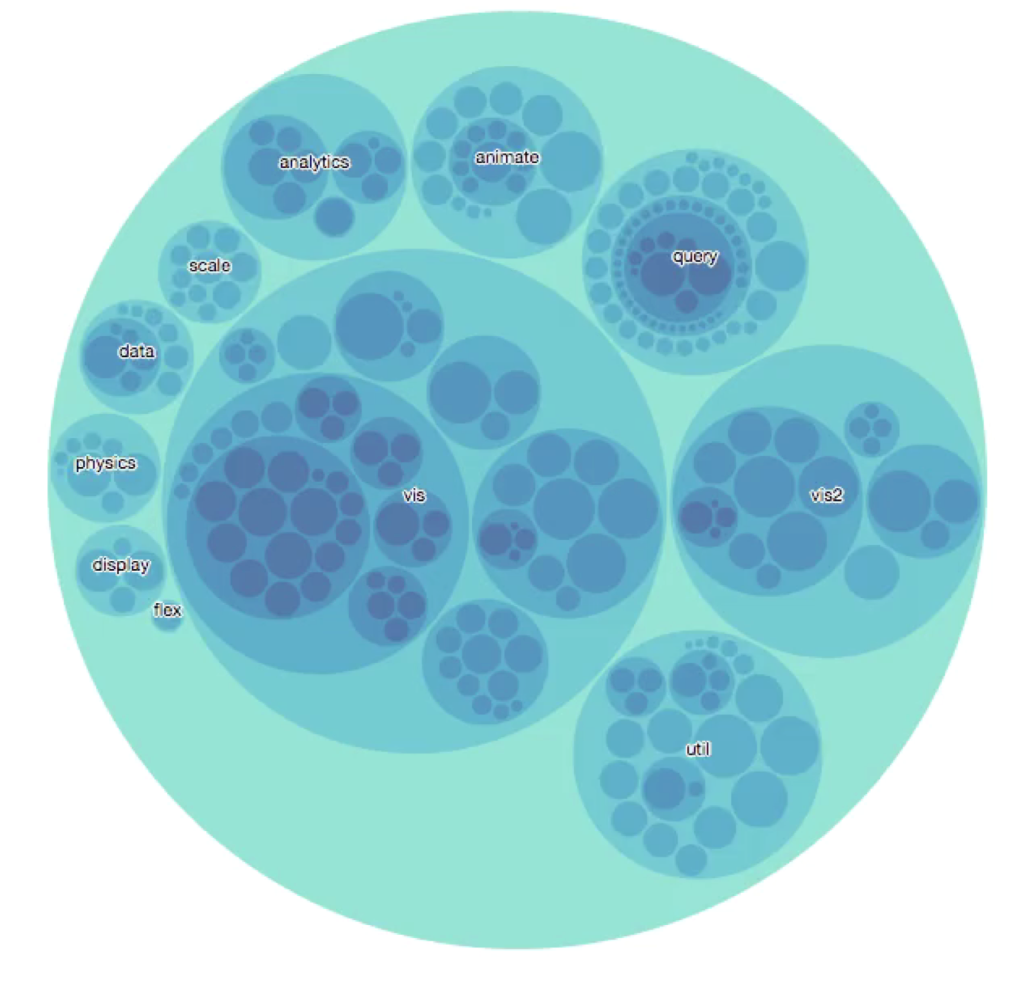 animate
analytics
query
scale
data
physics
vis
vis2
display
flex
util